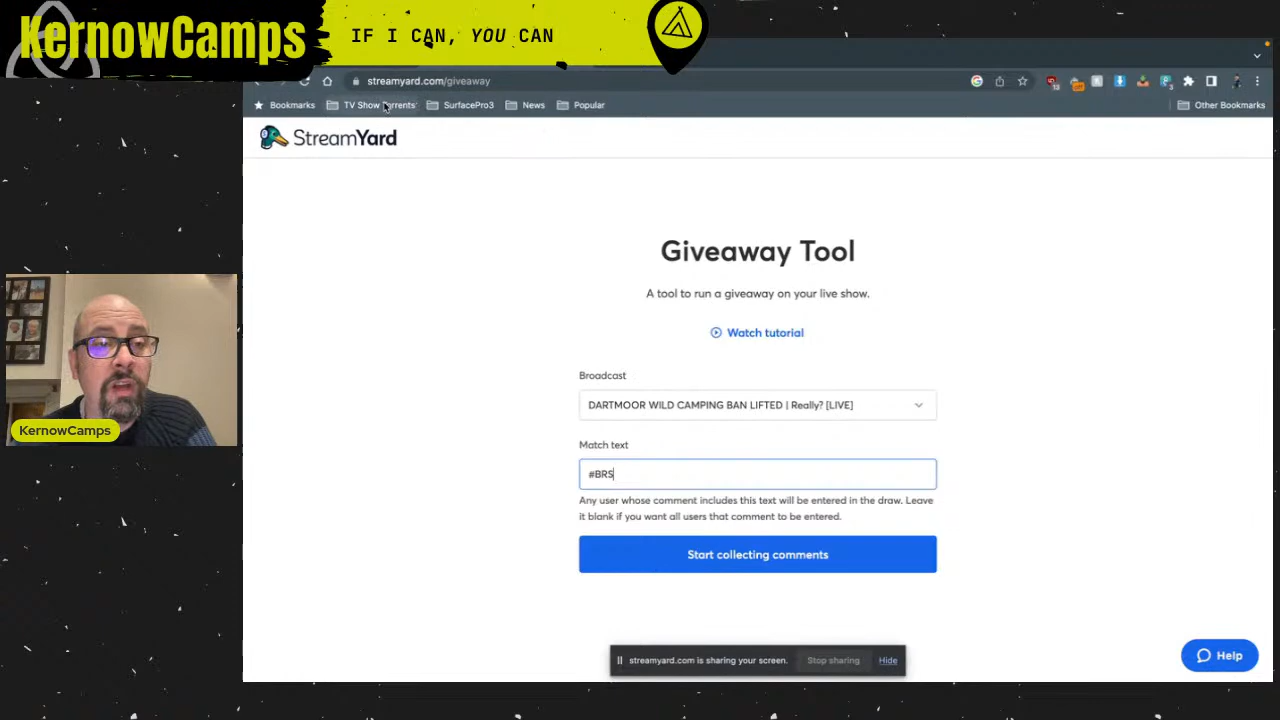 KernowCamps
IF I CAN, YOU CAN
streamyard.com/giveaway
Bookmarks
TV Show Torrents
SurfacePro3
News
Popular
Other Bookmarks
StreamYard
Giveaway Tool
A tool to run a giveaway on your live show.
Watch tutorial
Broadcast
DARTMOOR WILD CAMPING BAN LIFTED | Really? [LIVE]
Match text
#BRS
Any user whose comment includes this text will be entered in the draw. Leave
it blank if you want all users that comment to be entered.
Start collecting comments
KernowCamps
streamyard.com is sharing your screen.
Stop sharing
Hide
Help